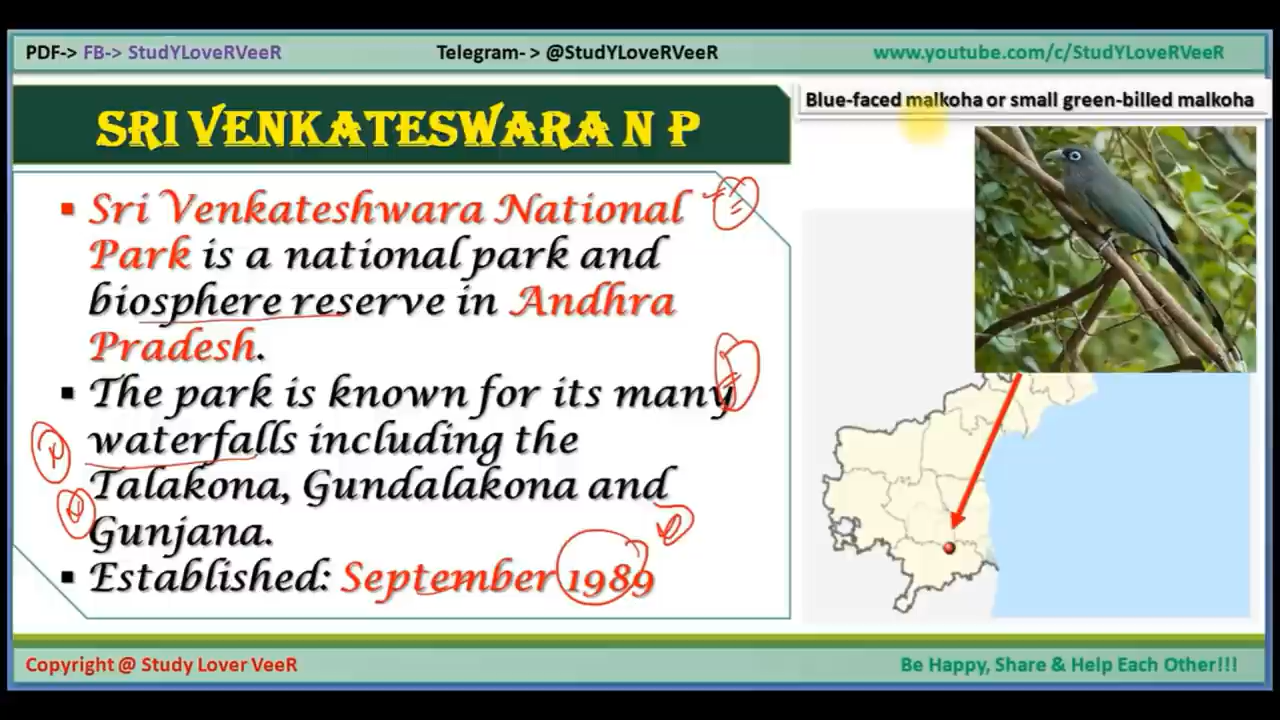 PDF-> FB-> StudYLoveRVeeR
Telegram- > @StudYLoveRVeeR
www.youtube.com/c/StudYLoveRVeeR
SRI VENKATESWARA N P
Blue-faced malkoha or small green-billed malkoha
▪ Sri Venkateshwara National
Park is a national park and
biosphere reserve in Andhra
Pradesh.
▪ The park is known for its many
waterfalls including the
Talakona, Gundalakona and
Gunjana.
▪ Established: September 1989
Copyright @ Study Lover VeeR
Be Happy, Share & Help Each Other!!!